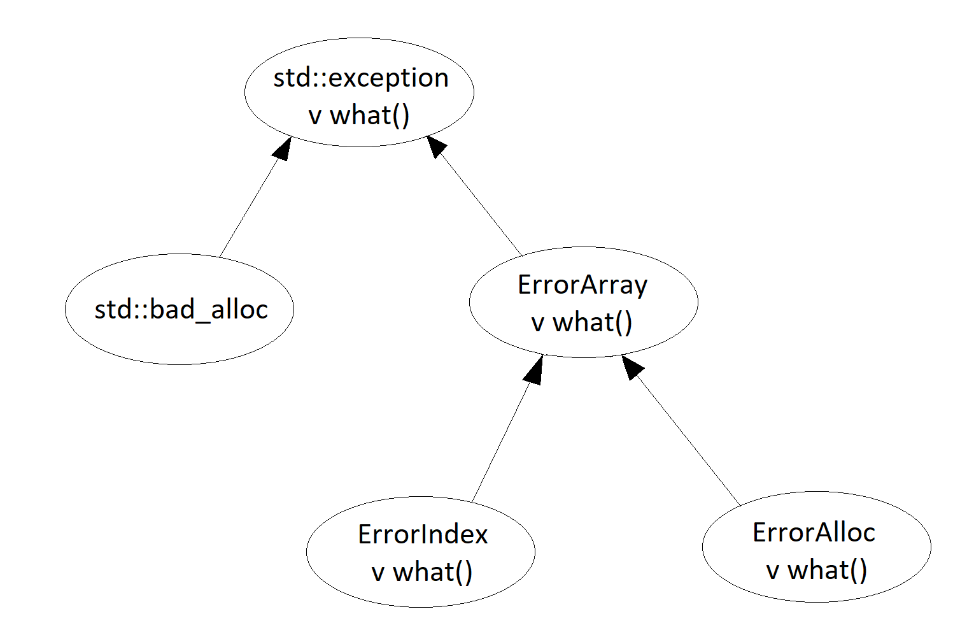 std::exception
v what()
std::bad_alloc
ErrorArray
v what()
ErrorIndex
v what()
ErrorAlloc
v what()